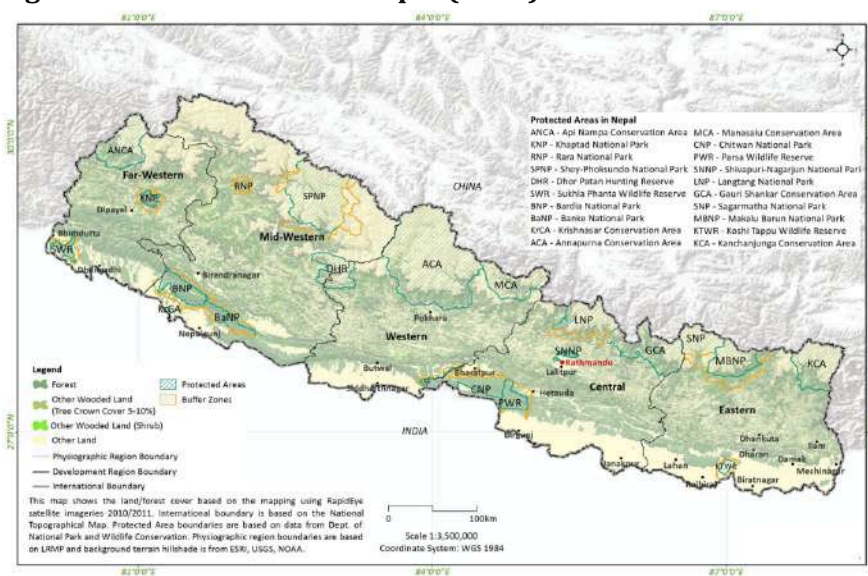 81°0'0"E 84°0'0"E 87°0'0"E
30°0'0"N
27°0'0"N
Protected Areas in Nepal
ANCA - Api Nampa Conservation Area
KNP - Khaptad National Park
RNP - Rara National Park
SPNP - Shey-Phoksundo National Park
DHR - Dhor Patan Hunting Reserve
SWR - Sukhla Phanta Wildlife Reserve
BNP - Bardia National Park
BaNP - Banke National Park
KrCA - Krishnasar Conservation Area
ACA - Annapurna Conservation Area
MCA - Manasalu Conservation Area
CNP - Chitwan National Park
PWR - Parsa Wildlife Reserve
SNNP - Shivapuri-Nagarjun National Park
LNP - Langtang National Park
GCA - Gauri Shankar Conservation Area
SNP - Sagarmatha National Park
MBNP - Makalu Barun National Park
KTWR - Koshi Tappu Wildlife Reserve
KCA - Kanchanjunga Conservation Area
CHINA
ANCA
Far-Western
KNP
RNP
SPNP
Dipayal
Mid-Western
SWR
Birendranagar
DHR
ACA
MCA
BNP
BaNP
Nepalgunj
Pokhara
Western
LNP
SNNP
Kathmandu
Lalitpur
GCA
SNP
MBNP
KCA
Butwal
Siddharthnagar
Bharatpur
CNP
PWR
Hetauda
Central
Eastern
INDIA
Birgunj
Janakpur
Lahan
Dhankuta
Dharan
Ilam
Damak
Mechinagar
KTWR
Rajbiraj
Biratnagar
Legend
Forest
Other Wooded Land
(Tree Crown Cover 5-10%)
Other Wooded Land (Shrub)
Other Land
Physiographic Region Boundary
Development Region Boundary
International Boundary
Protected Areas
Buffer Zones
This map shows the land/forest cover based on the mapping using RapidEye
satellite imageries 2010/2011. International boundary is based on the National
Topographical Map. Protected Area boundaries are based on data from Dept. of
National Park and Wildlife Conservation. Physiographic region boundaries are based
on LRMP and background terrain hillshade is from ESRI, USGS, NOAA.
0 100km
Scale 1:3,500,000
Coordinate System: WGS 1984
81°0'0"E 84°0'0"E 87°0'0"E